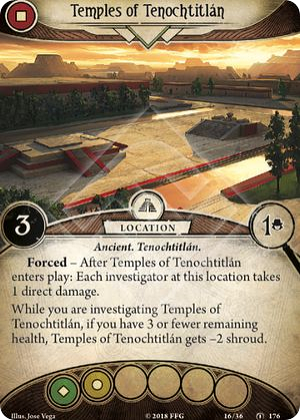 Temples of Tenochtitlán
3
LOCATION
1
Ancient. Tenochtitlán.
Forced – After Temples of Tenochtitlán
enters play: Each investigator at this location takes
1 direct damage.
While you are investigating Temples of
Tenochtitlán, if you have 3 or fewer remaining
health, Temples of Tenochtitlán gets –2 shroud.
Illus. Jose Vega
© 2018 FFG
16/36
176